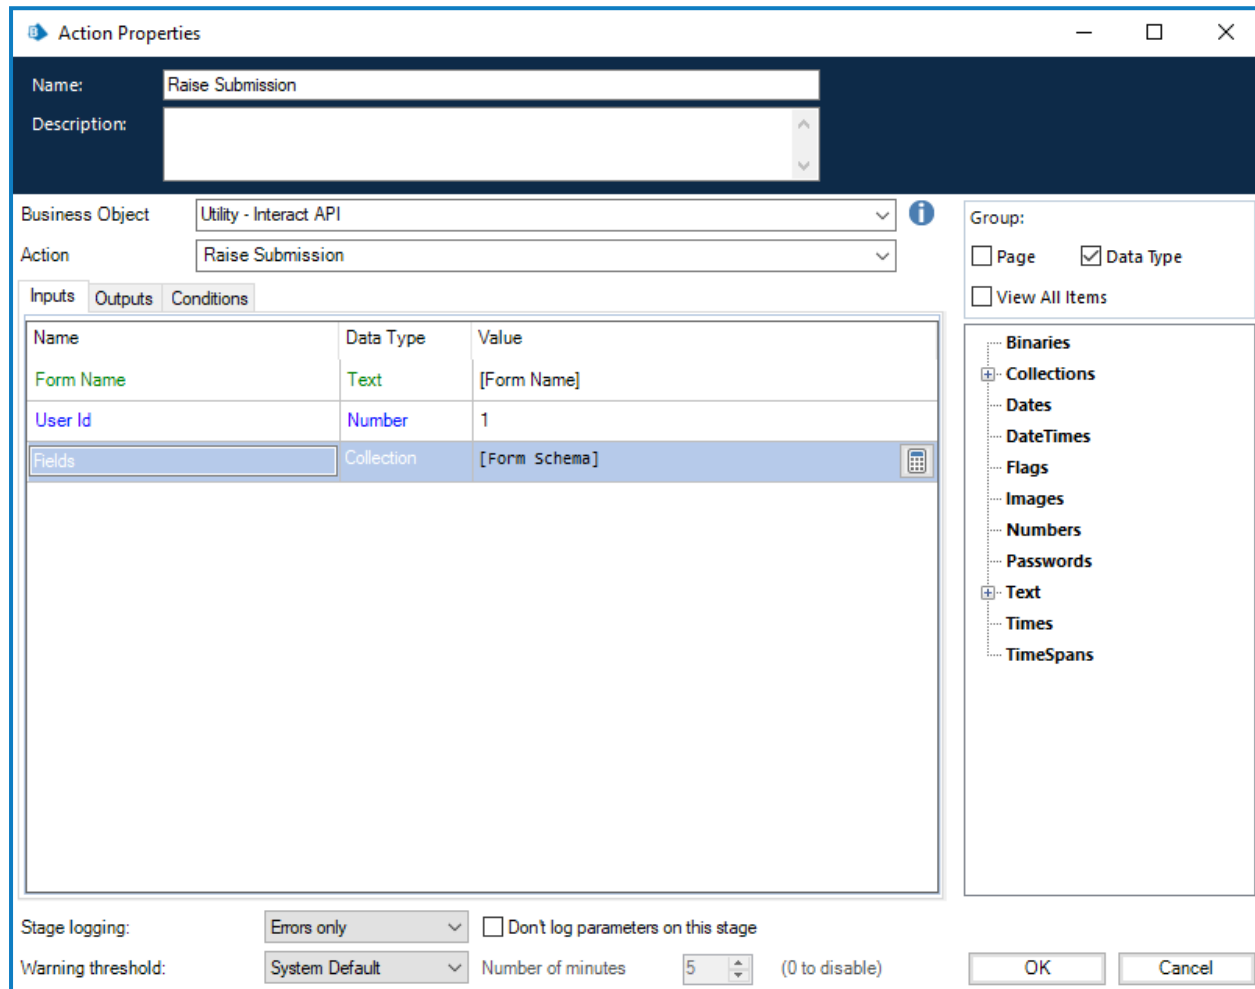 Action Properties
Name: Raise Submission
Description:
Business Object Utility - Interact API
Action Raise Submission
Inputs Outputs Conditions
Name Data Type Value
Form Name Text [Form Name]
User Id Number 1
Fields Collection [Form Schema]
Group:
Page Data Type
View All Items
Binaries
Collections
Dates
DateTimes
Flags
Images
Numbers
Passwords
Text
Times
TimeSpans
Stage logging: Errors only Don't log parameters on this stage
Warning threshold: System Default Number of minutes 5 (0 to disable)
OK Cancel